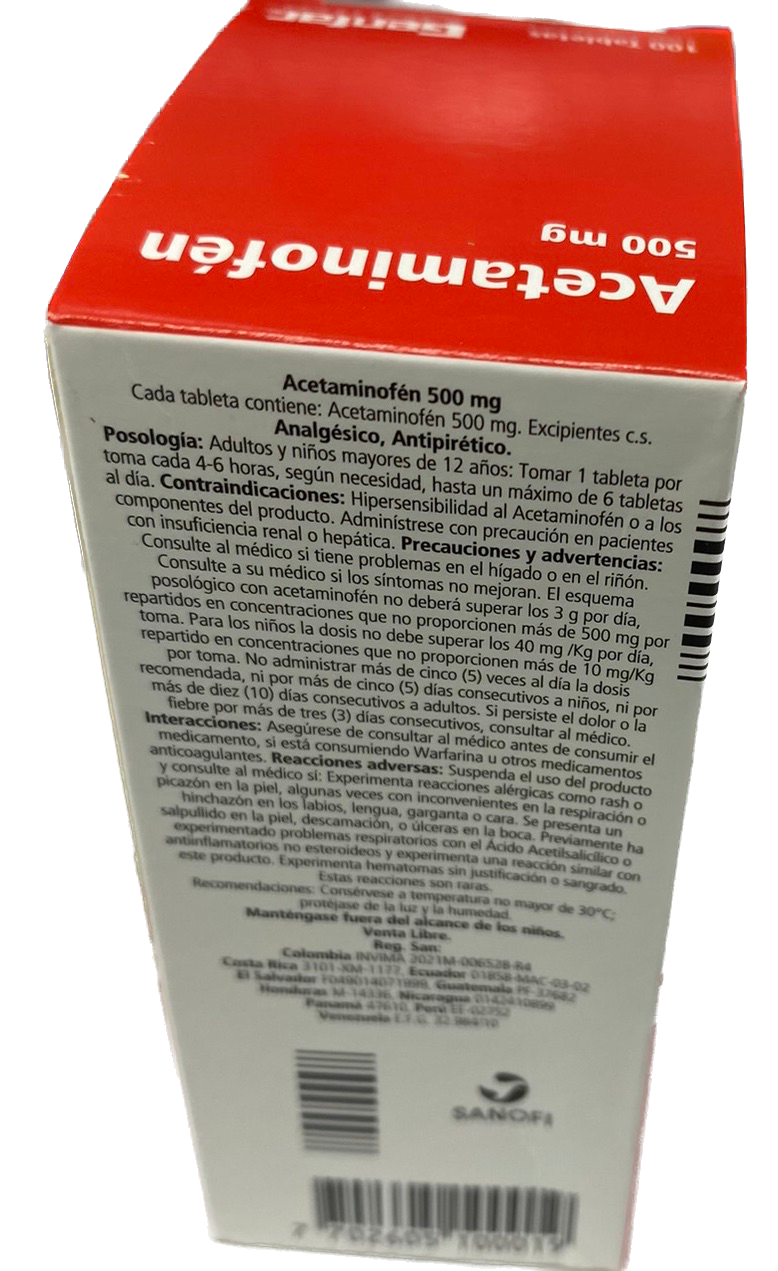 Genfar
100 Tabletas
500 mg
Acetaminofén
Acetaminofén 500 mg
Cada tableta contiene: Acetaminofén 500 mg. Excipientes c.s.
Analgésico, Antipirético.
Posología: Adultos y niños mayores de 12 años: Tomar 1 tableta por
toma cada 4-6 horas, según necesidad, hasta un máximo de 6 tabletas
al día. Contraindicaciones: Hipersensibilidad al Acetaminofén o a los
componentes del producto. Adminístrese con precaución en pacientes
con insuficiencia renal o hepática. Precauciones y advertencias:
Consulte al médico si tiene problemas en el hígado o en el riñón.
Consulte a su médico si los síntomas no mejoran. El esquema
posológico con acetaminofén no deberá superar los 3 g por día,
repartidos en concentraciones que no proporcionen más de 500 mg por
toma. Para los niños la dosis no debe superar los 40 mg /Kg por día,
repartido en concentraciones que no proporcionen más de 10 mg/Kg
por toma. No administrar más de cinco (5) veces al día la dosis
recomendada, ni por más de cinco (5) días consecutivos a niños, ni por
más de diez (10) días consecutivos a adultos. Si persiste el dolor o la
fiebre por más de tres (3) días consecutivos, consultar al médico.
Interacciones: Asegúrese de consultar al médico antes de consumir el
medicamento, si está consumiendo Warfarina u otros medicamentos
anticoagulantes. Reacciones adversas: Suspenda el uso del producto
y consulte al médico si: Experimenta reacciones alérgicas como rash o
picazón en la piel, algunas veces con inconvenientes en la respiración o
hinchazón en los labios, lengua, garganta o cara. Se presenta un
salpullido en la piel, descamación, o úlceras en la boca. Previamente ha
experimentado problemas respiratorios con el Ácido Acetilsalicílico o
antiinflamatorios no esteroideos y experimenta una reacción similar con
este producto. Experimenta hematomas sin justificación o sangrado.
Estas reacciones son raras.
Recomendaciones: Consérvese a temperatura no mayor de 30°C;
protéjase de la luz y la humedad.
Manténgase fuera del alcance de los niños.
Venta Libre.
Reg. San:
Colombia INVIMA 2021M-006528-R4
Costa Rica 3101-XM-1177, Ecuador 01858-MAC-03-02
El Salvador Guatemala PF-37682
Honduras M-14336, Nicaragua
Panamá 47610, Perú EE-02752
Venezuela
SANOFI
7 702605 100019